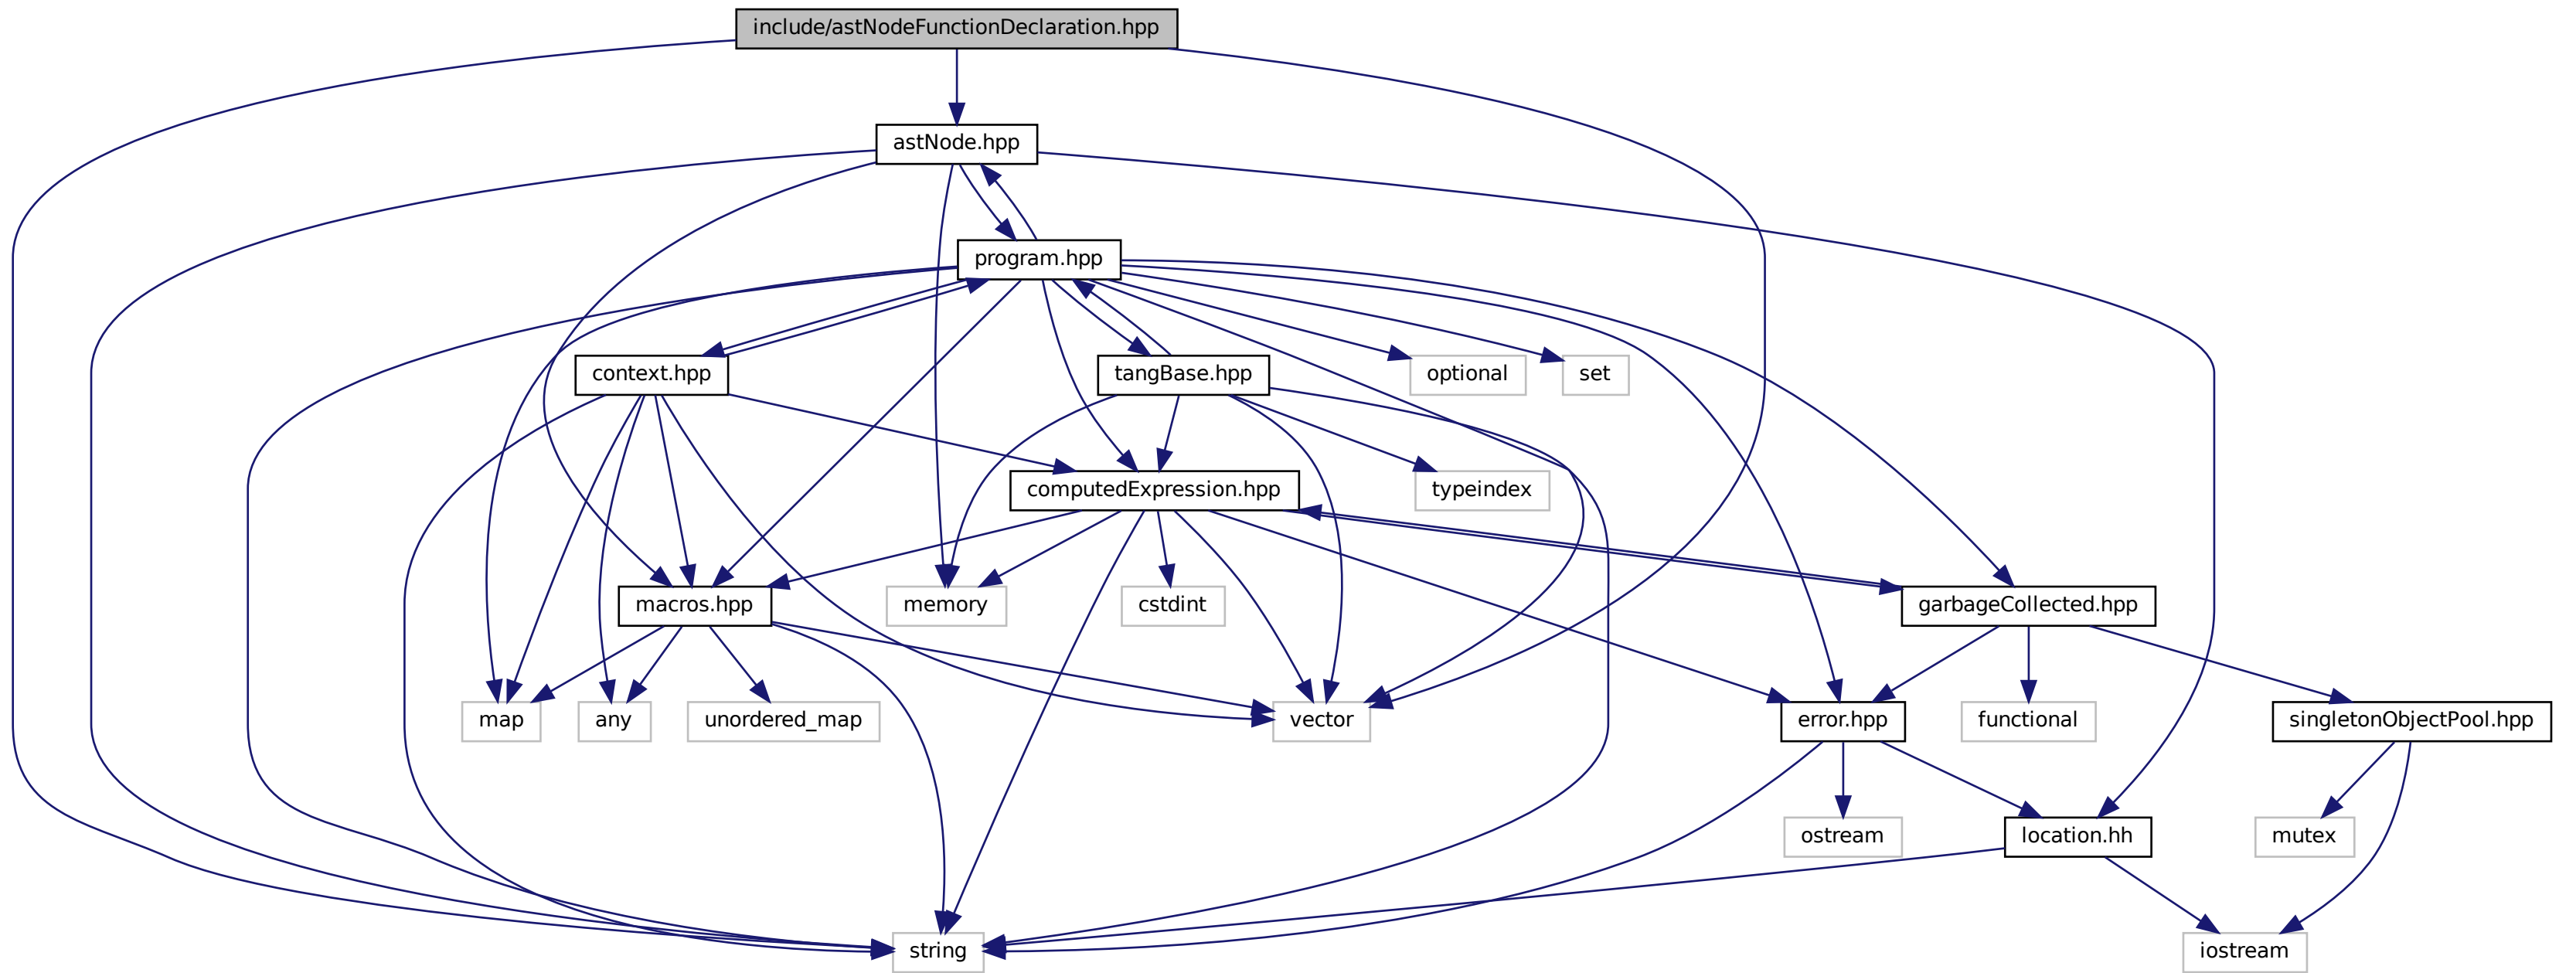 include/astNodeFunctionDeclaration.hpp
astNode.hpp
program.hpp
context.hpp
tangBase.hpp
optional
set
computedExpression.hpp
typeindex
macros.hpp
memory
cstdint
garbageCollected.hpp
map
any
unordered_map
vector
error.hpp
functional
singletonObjectPool.hpp
ostream
location.hh
mutex
string
iostream